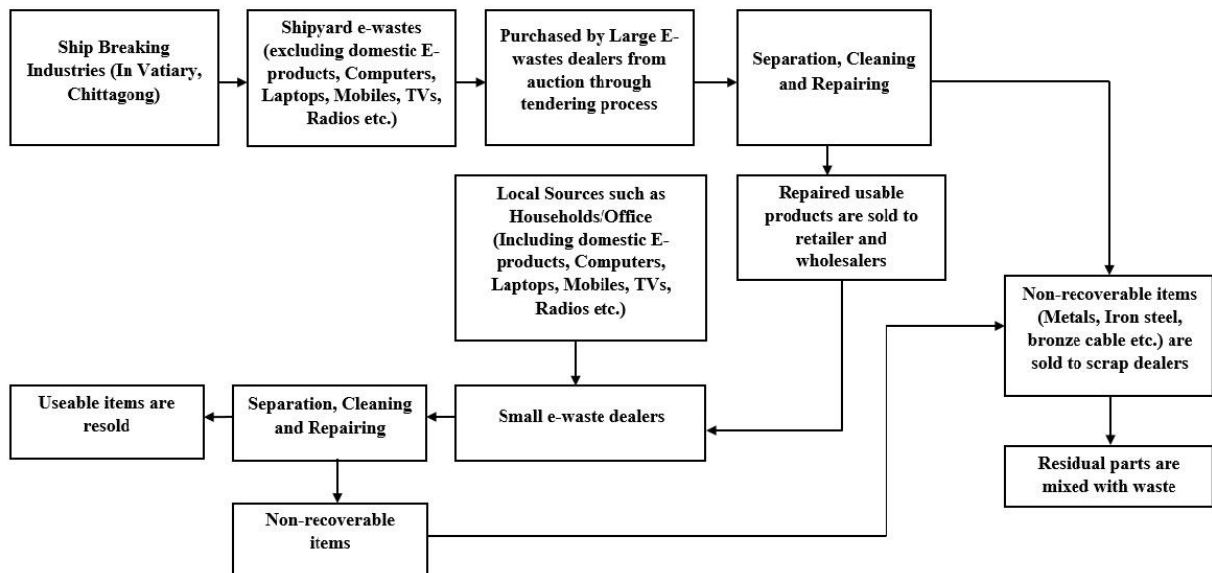 Ship Breaking
Industries (In Vatiary,
Chittagong)
Shipyard e-wastes
(excluding domestic E-
products, Computers,
Laptops, Mobiles, TVs,
Radios etc.)
Purchased by Large E-
wastes dealers from
auction through
tendering process
Separation, Cleaning
and Repairing
Local Sources such as
Households/Office
(Including domestic E-
products, Computers,
Laptops, Mobiles, TVs,
Radios etc.)
Repaired usable
products are sold to
retailer and
wholesalers
Non-recoverable items
(Metals, Iron steel,
bronze cable etc.) are
sold to scrap dealers
Useable items are
resold
Separation, Cleaning
and Repairing
Small e-waste dealers
Residual parts are
mixed with waste
Non-recoverable
items